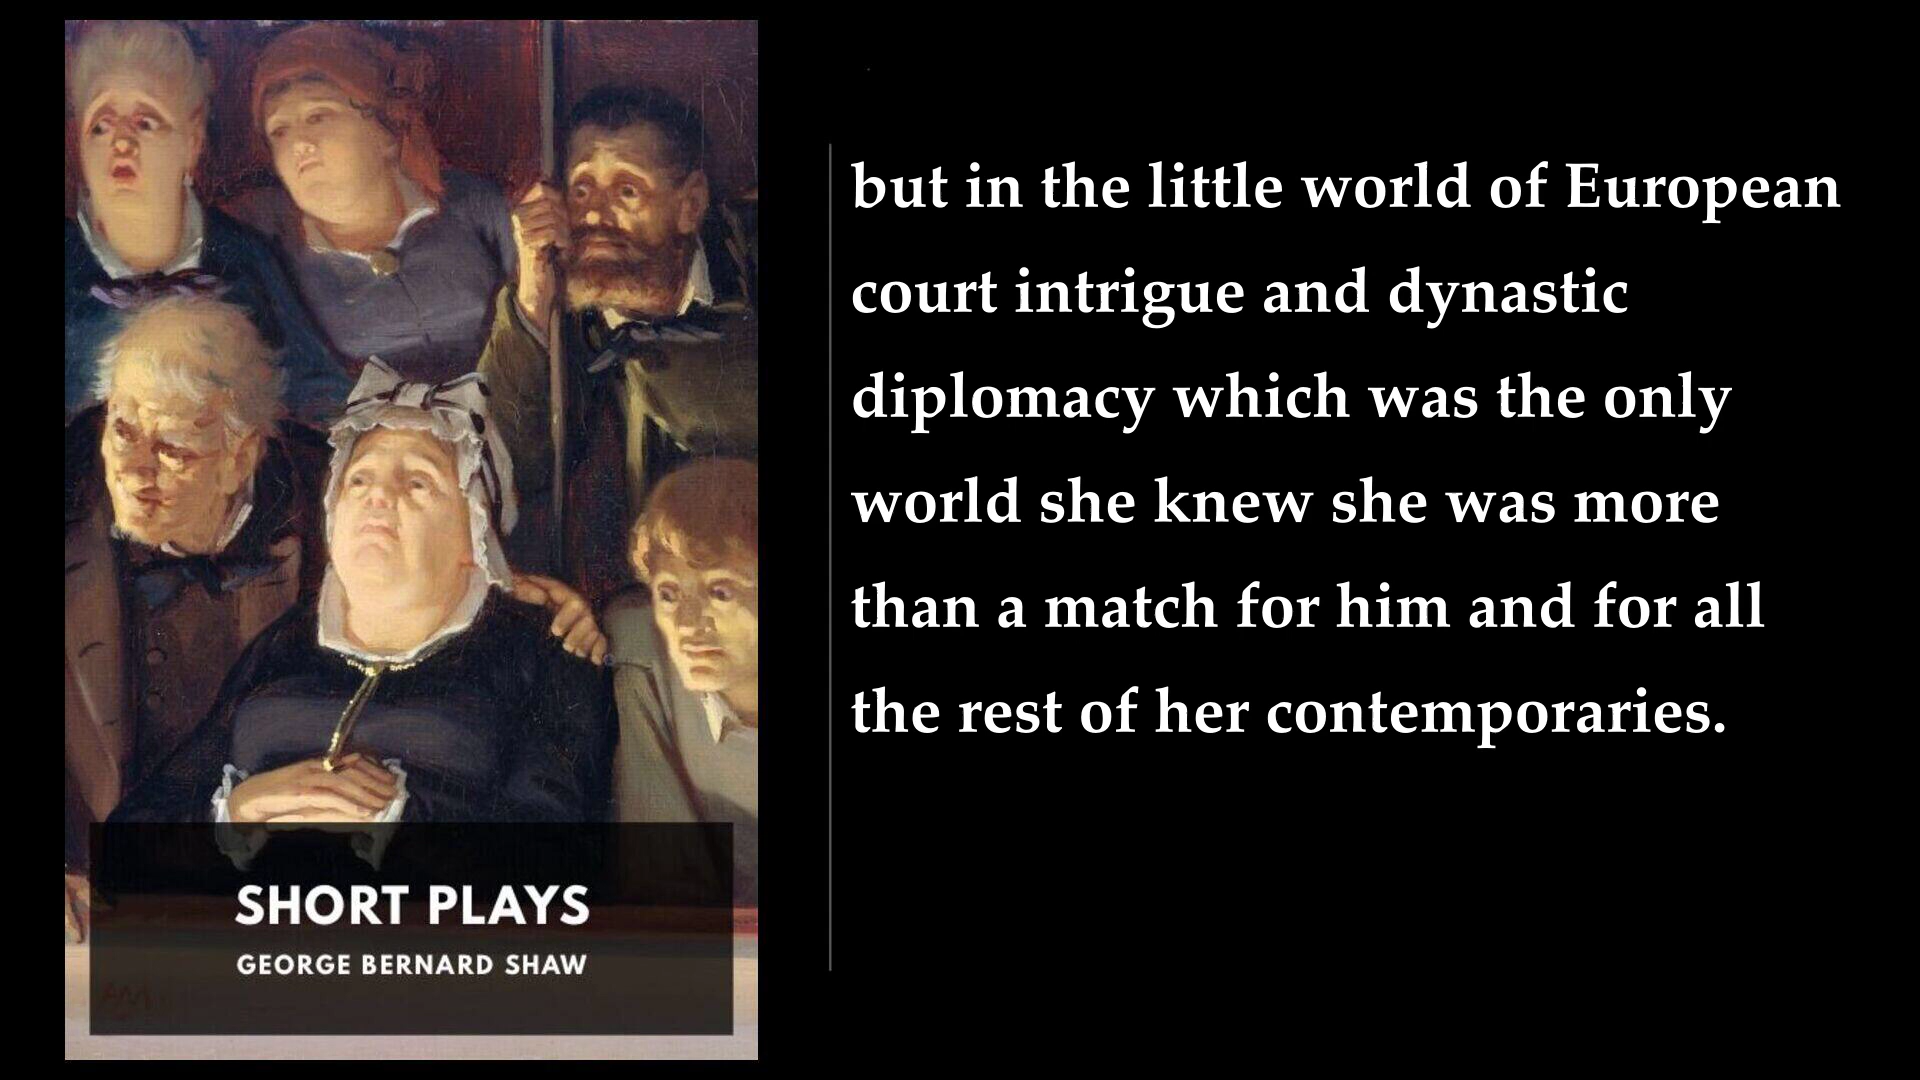 but in the little world of European
court intrigue and dynastic
diplomacy which was the only
world she knew she was more
than a match for him and for all
the rest of her contemporaries.
SHORT PLAYS
GEORGE BERNARD SHAW